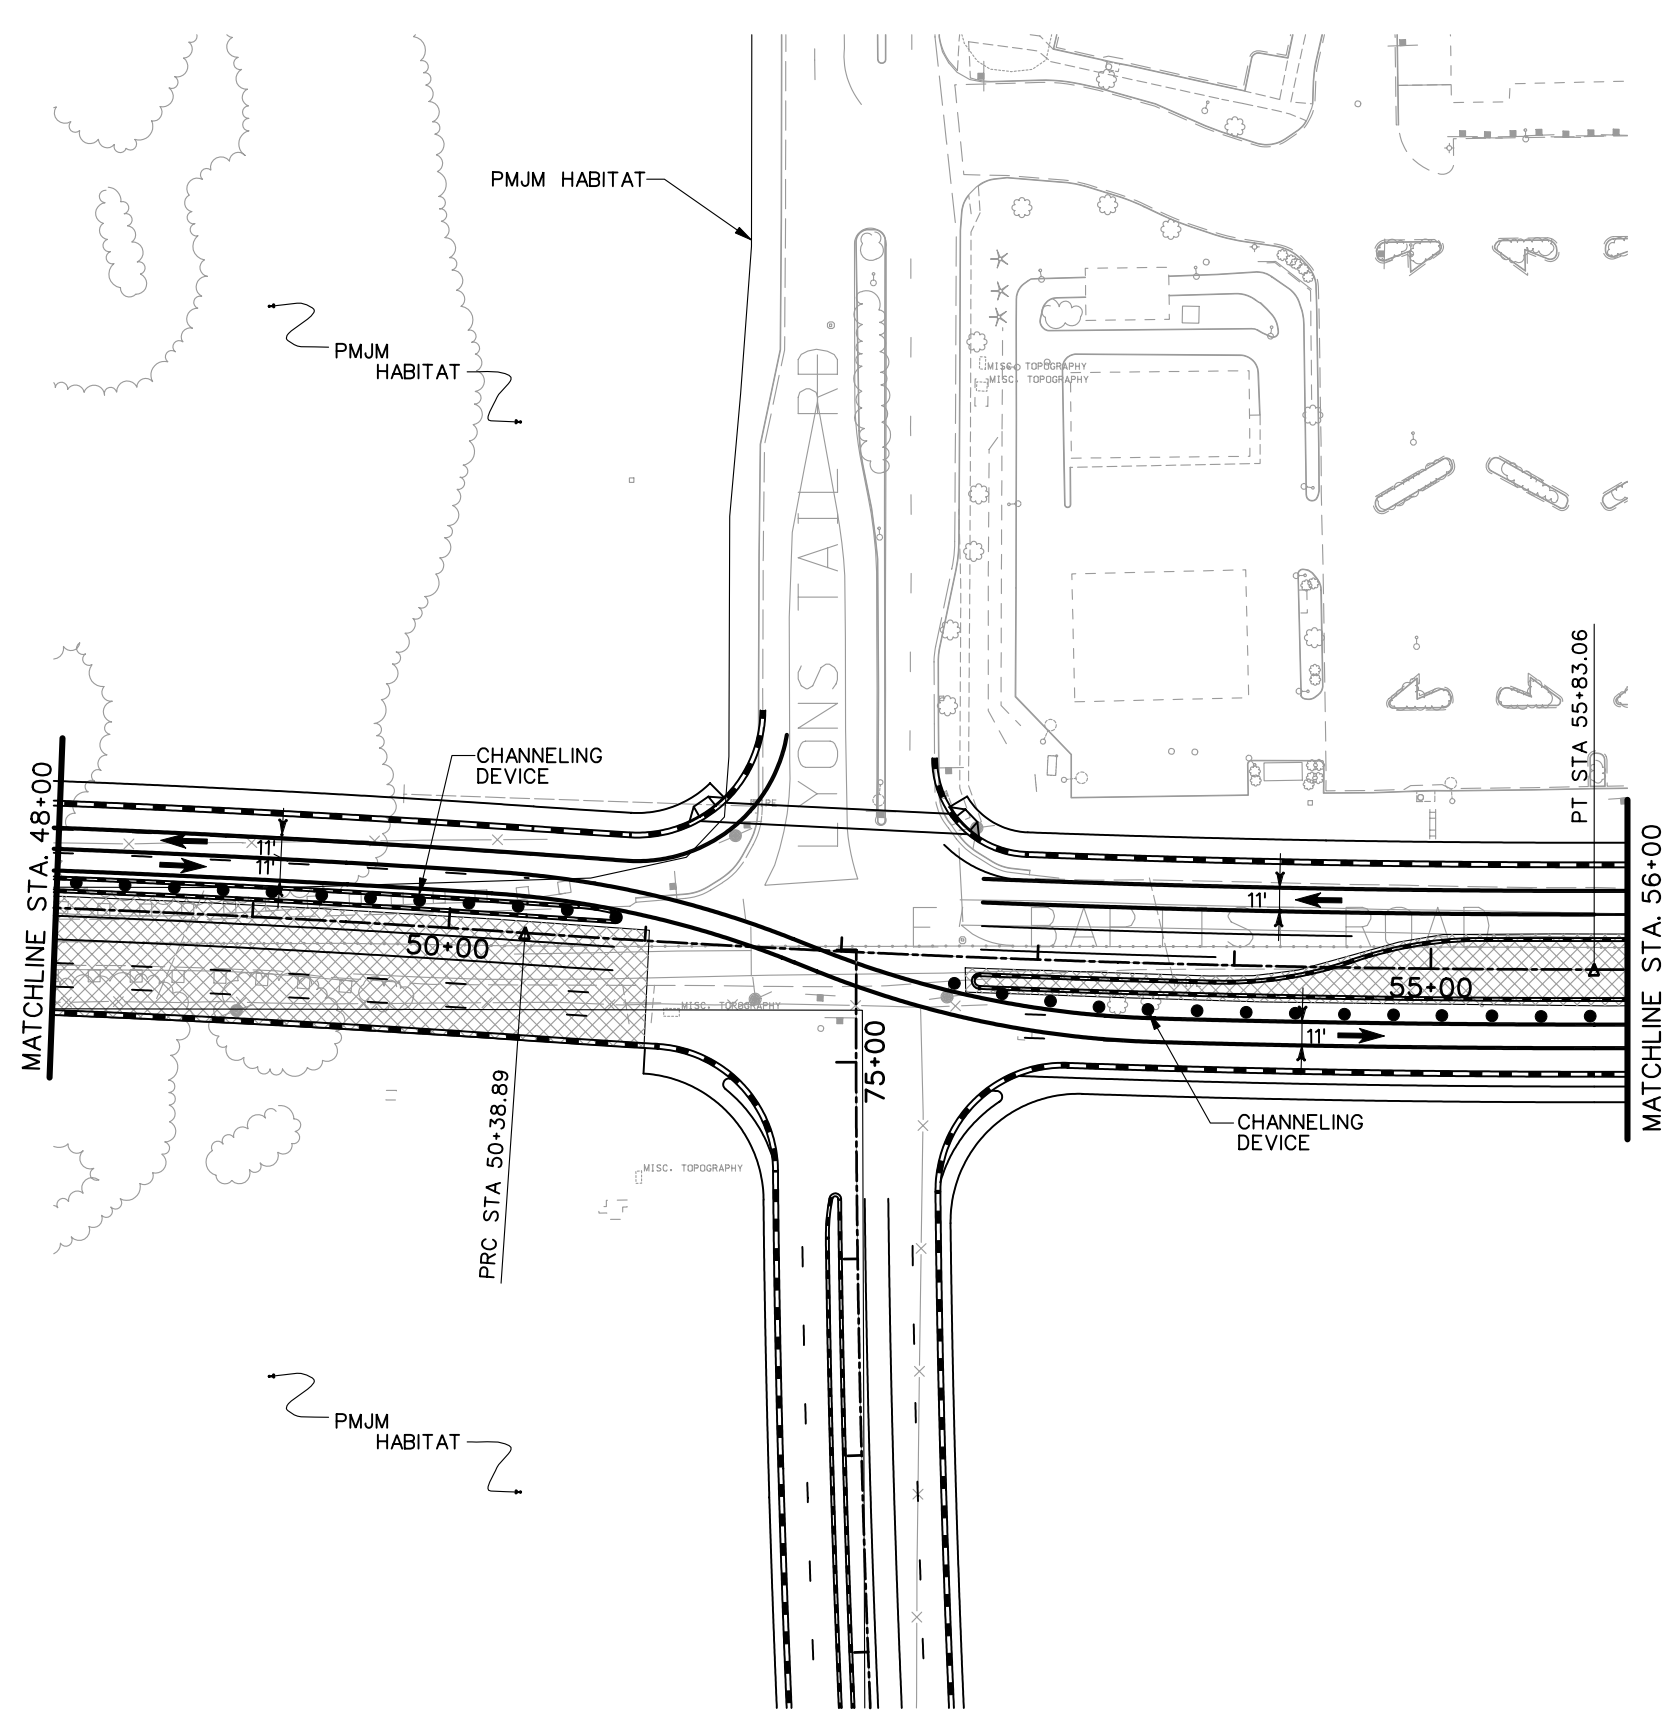 PMJM HABITAT
PMJM
HABITAT
MISC. TOPOGRAPHY
MISC. TOPOGRAPHY
LYONS TAIL RD
PT STA 55+83.06
CHANNELING
DEVICE
MATCHLINE STA. 48+00
11'
11'
11'
E BAPTIST ROAD
50+00
55+00
MATCHLINE STA. 56+00
MISC. TOPOGRAPHY
11'
75+00
PRC STA 50+38.89
CHANNELING
DEVICE
MISC. TOPOGRAPHY
PMJM
HABITAT